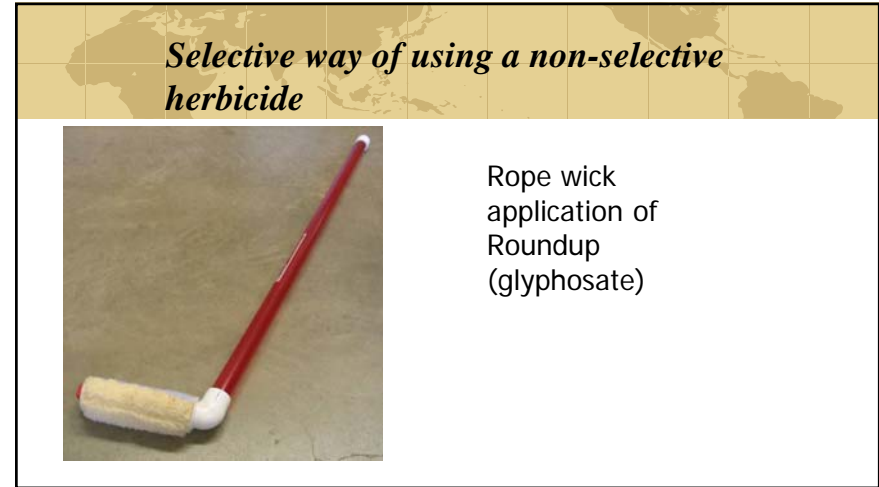 Selective way of using a non-selective
herbicide
Rope wick
application of
Roundup
(glyphosate)